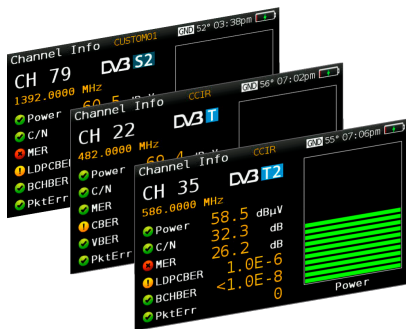 Channel Info CUSTOM01 GND 52° 03:38pm
CH 79 DVB S2
1392.0000 MHz
Power
C/N
MER
LDPCBER
BCHBER
PktErr
Channel Info CCIR GND 56° 07:02pm
CH 22 DVB T
482.0000 MHz
Power
C/N
MER
CBER
VBER
PktErr
Channel Info CCIR GND 55° 07:06pm
CH 35 DVB T2
586.0000 MHz
Power 58.5 dBµV
C/N 32.3 dB
MER 26.2 dB
LDPCBER 1.0E-6
BCHBER <1.0E-8
PktErr 0
Power